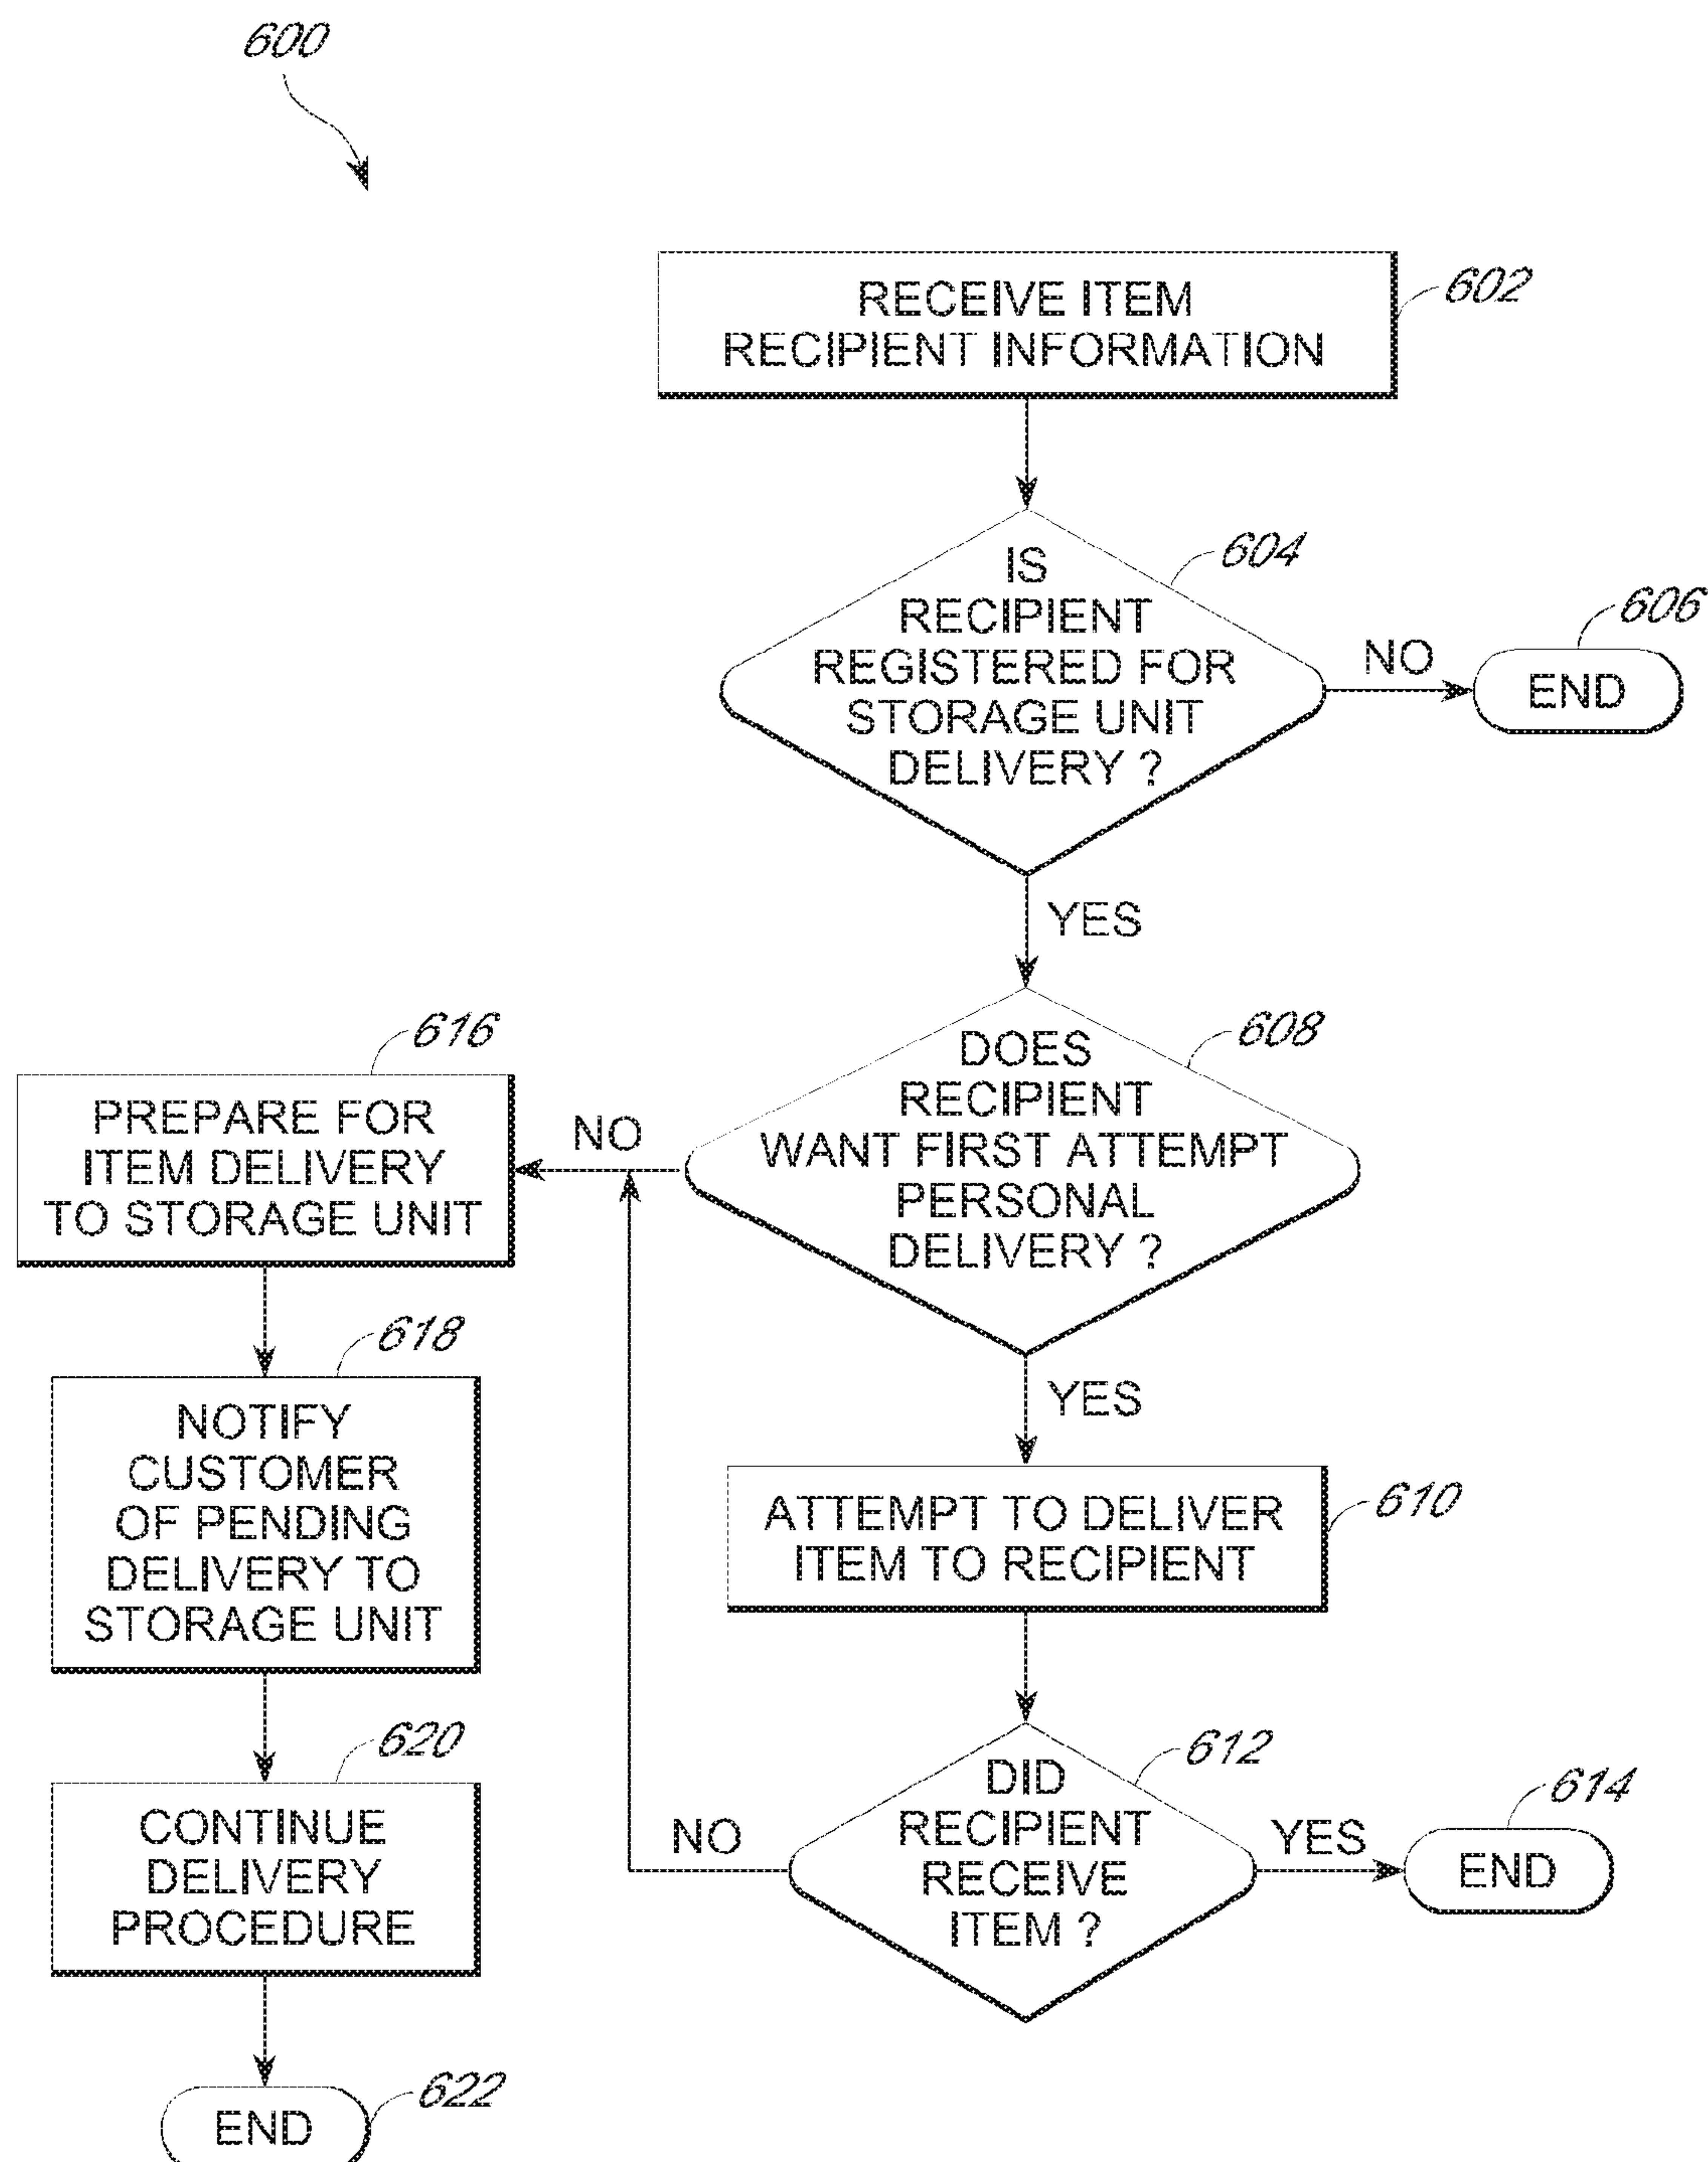 600
RECEIVE ITEM
RECIPIENT INFORMATION
602
IS
RECIPIENT
REGISTERED FOR
STORAGE UNIT
DELIVERY ?
604
NO
606
END
YES
DOES
RECIPIENT
WANT FIRST ATTEMPT
PERSONAL
DELIVERY ?
608
NO
616
PREPARE FOR
ITEM DELIVERY
TO STORAGE UNIT
618
NOTIFY
CUSTOMER
OF PENDING
DELIVERY TO
STORAGE UNIT
YES
ATTEMPT TO DELIVER
ITEM TO RECIPIENT
610
DID
RECIPIENT
RECEIVE
ITEM ?
612
NO
YES
614
END
620
CONTINUE
DELIVERY
PROCEDURE
END
622